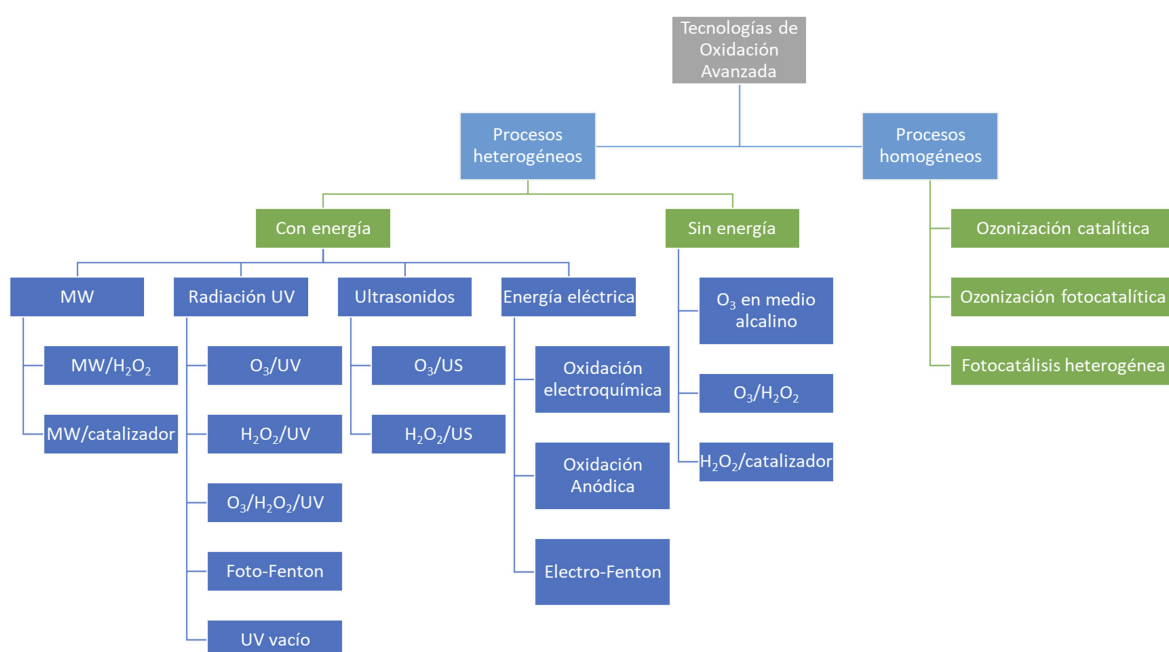 Tecnologías de
Oxidación
Avanzada
Procesos
heterogéneos
Procesos
homogéneos
Con energía
Sin energía
Ozonización catalítica
Ozonización fotocatalítica
Fotocatálisis heterogénea
MW
Radiación UV
Ultrasonidos
Energía eléctrica
MW/H₂O₂
MW/catalizador
O₃/UV
H₂O₂/UV
O₃/H₂O₂/UV
Foto-Fenton
UV vacío
O₃/US
H₂O₂/US
Oxidación
electroquímica
Oxidación
Anódica
Electro-Fenton
O₃ en medio
alcalino
O₃/H₂O₂
H₂O₂/catalizador